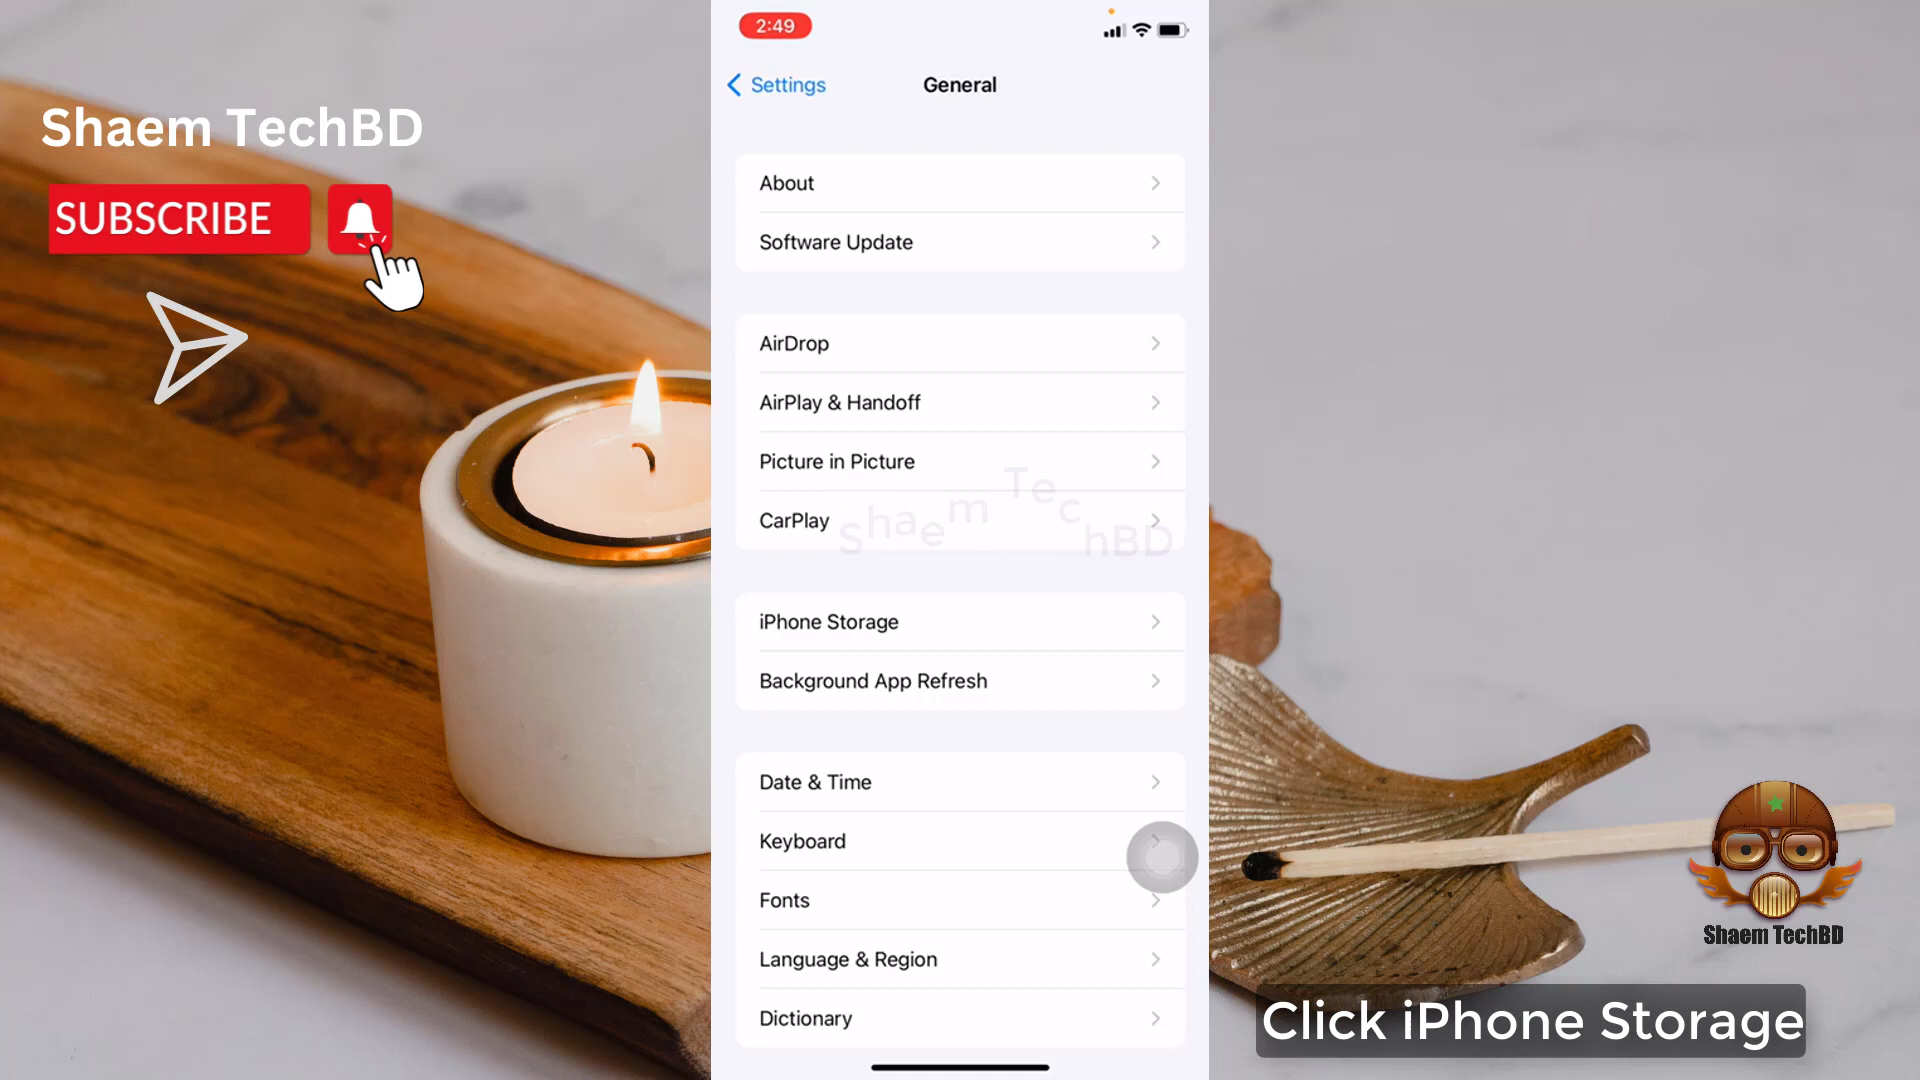 Shaem TechBD
SUBSCRIBE
2:49
Settings
General
About
Software Update
AirDrop
AirPlay & Handoff
Picture in Picture
CarPlay
Shaem TechBD
iPhone Storage
Background App Refresh
Date & Time
Keyboard
Fonts
Language & Region
Dictionary
Shaem TechBD
Click iPhone Storage